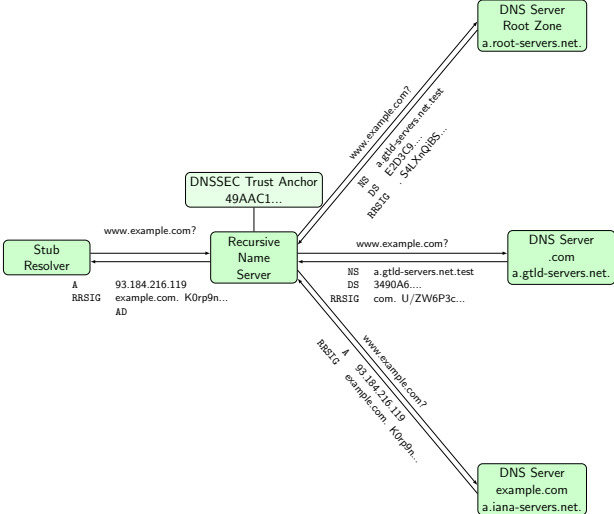 DNS Server
Root Zone
a.root-servers.net.
www.example.com?
NS a.gtld-servers.net.test
DS E2D3C9....
RRSIG . S4LXnQiBS...
DNSSEC Trust Anchor
49AAC1...
Stub
Resolver
www.example.com?
A 93.184.216.119
RRSIG example.com. K0rp9n...
AD
Recursive
Name
Server
www.example.com?
NS a.gtld-servers.net.test
DS 3490A6....
RRSIG com. U/ZW6P3c...
DNS Server
.com
a.gtld-servers.net.
www.example.com?
A 93.184.216.119
RRSIG example.com. K0rp9n...
DNS Server
example.com
a.iana-servers.net.